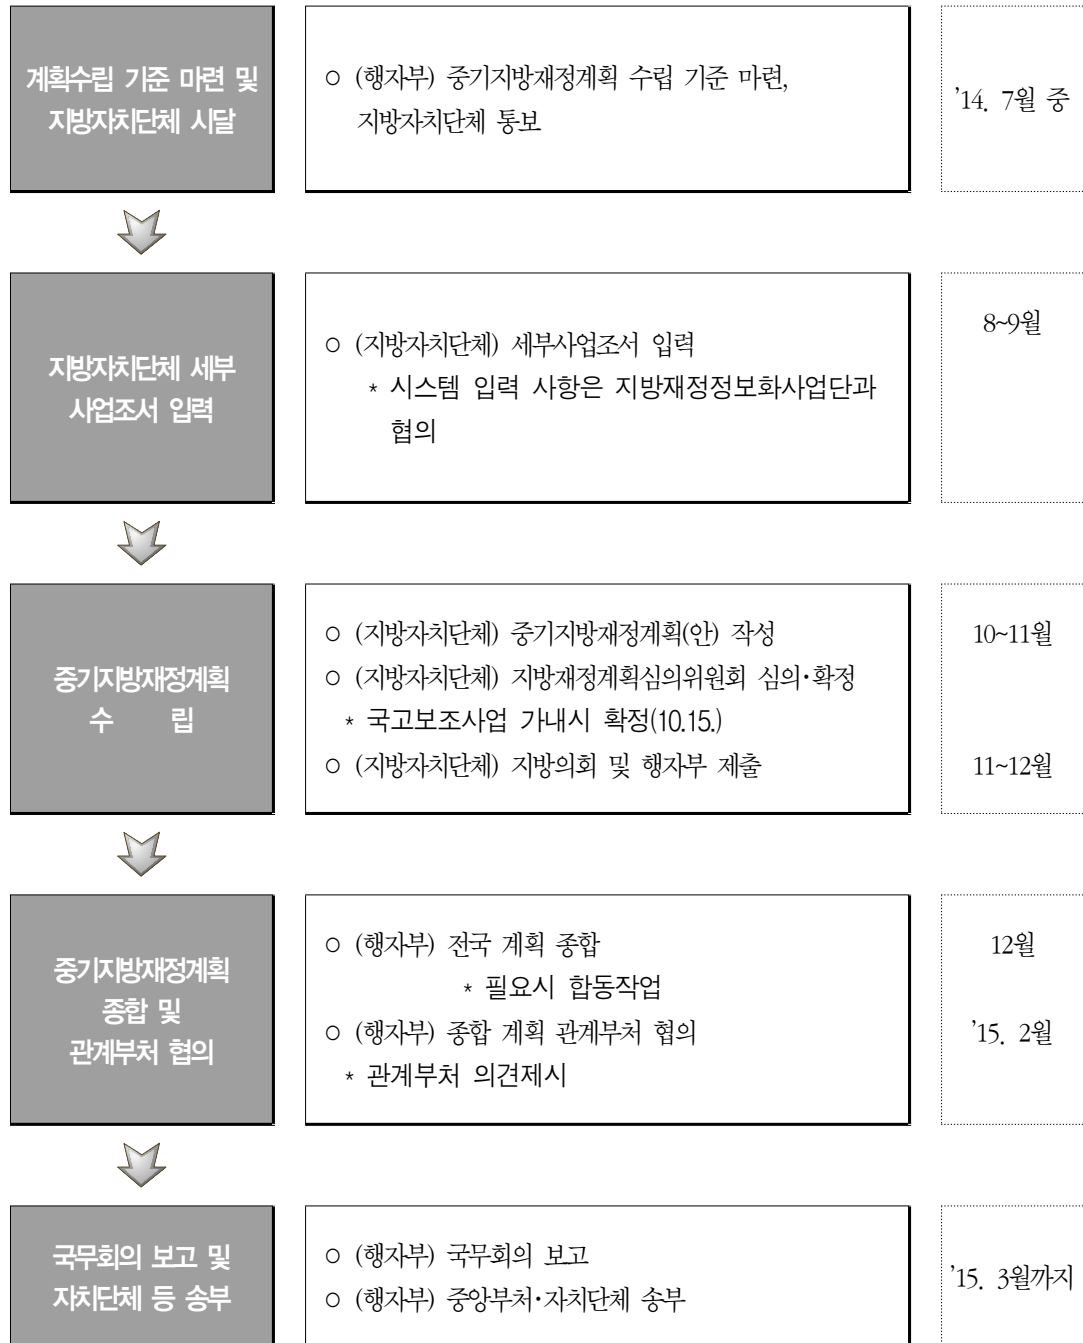 계획수립 기준 마련 및
지방자치단체 시달
○ (행자부) 중기지방재정계획 수립 기준 마련,
지방자치단체 통보
’14. 7월 중
지방자치단체 세부
사업조서 입력
○ (지방자치단체) 세부사업조서 입력
* 시스템 입력 사항은 지방재정정보화사업단과
협의
8~9월
중기지방재정계획
수 립
○ (지방자치단체) 중기지방재정계획(안) 작성
○ (지방자치단체) 지방재정계획심의위원회 심의·확정
* 국고보조사업 가내시 확정(10.15.)
○ (지방자치단체) 지방의회 및 행자부 제출
10~11월
11~12월
중기지방재정계획
종합 및
관계부처 협의
○ (행자부) 전국 계획 종합
* 필요시 합동작업
○ (행자부) 종합 계획 관계부처 협의
* 관계부처 의견제시
12월
’15. 2월
국무회의 보고 및
자치단체 등 송부
○ (행자부) 국무회의 보고
○ (행자부) 중앙부처·자치단체 송부
’15. 3월까지